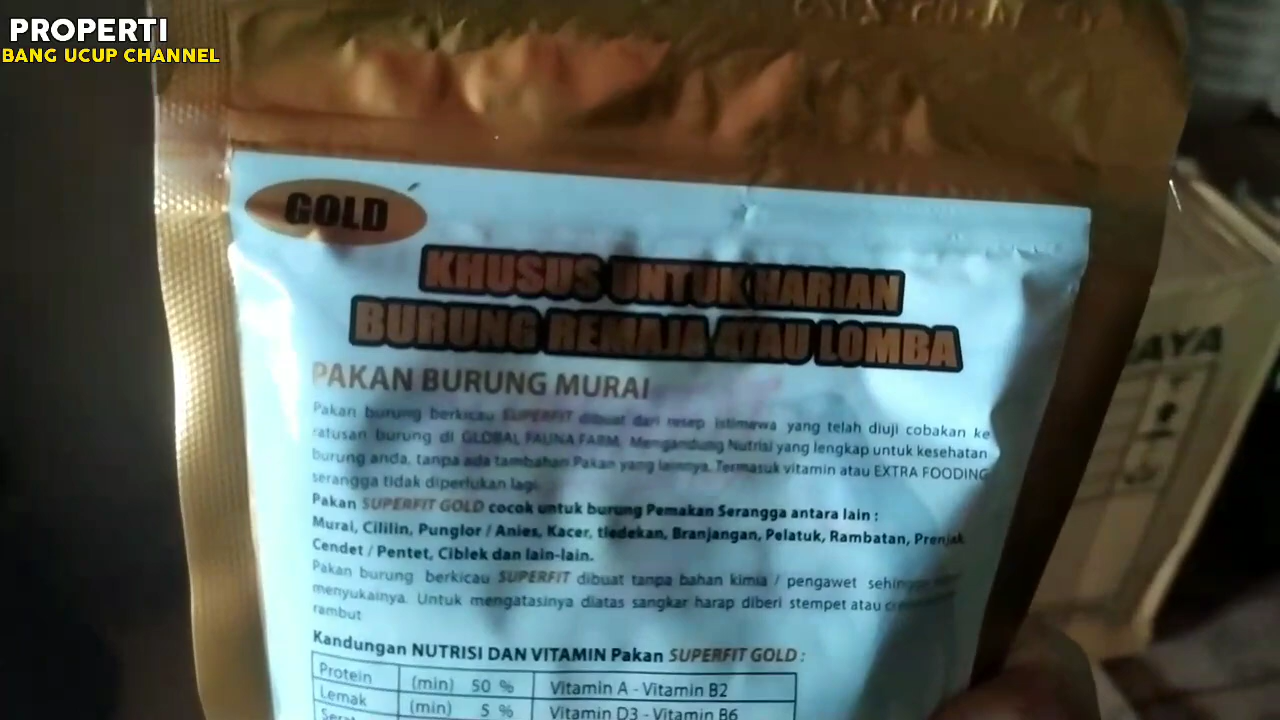 PROPERTI
BANG UCUP CHANNEL
GOLD
KHUSUS UNTUK HARIAN
BURUNG REMAJA ATAU LOMBA
PAKAN BURUNG MURAI
Pakan burung berkicau SUPERFIT dibuat dari resep istimewa yang telah diuji cobakan ke
ratusan burung di GLOBAL FAUNA FARM, Mengandung Nutrisi yang lengkap untuk kesehatan
burung anda, tanpa ada tambahan Pakan yang lainnya, Termasuk vitamin atau EXTRA FOODING
serangga tidak diperlukan lagi.
Pakan SUPERFIT GOLD cocok untuk burung Pemakan Serangga antara lain :
Murai, Cililin, Punglor / Anies, Kacer, tledekan, Branjangan, Pelatuk, Rambatan, Prenjak
Cendet / Pentet, Ciblek dan lain-lain.
Pakan burung berkicau SUPERFIT dibuat tanpa bahan kimia / pengawet sehingga
menyukainya. Untuk mengatasinya diatas sangkar harap diberi stempet atau
rambut
Kandungan NUTRISI DAN VITAMIN Pakan SUPERFIT GOLD :
Protein (min) 50 % Vitamin A - Vitamin B2
Lemak (min) 5 % Vitamin D3 - Vitamin B6
AYA